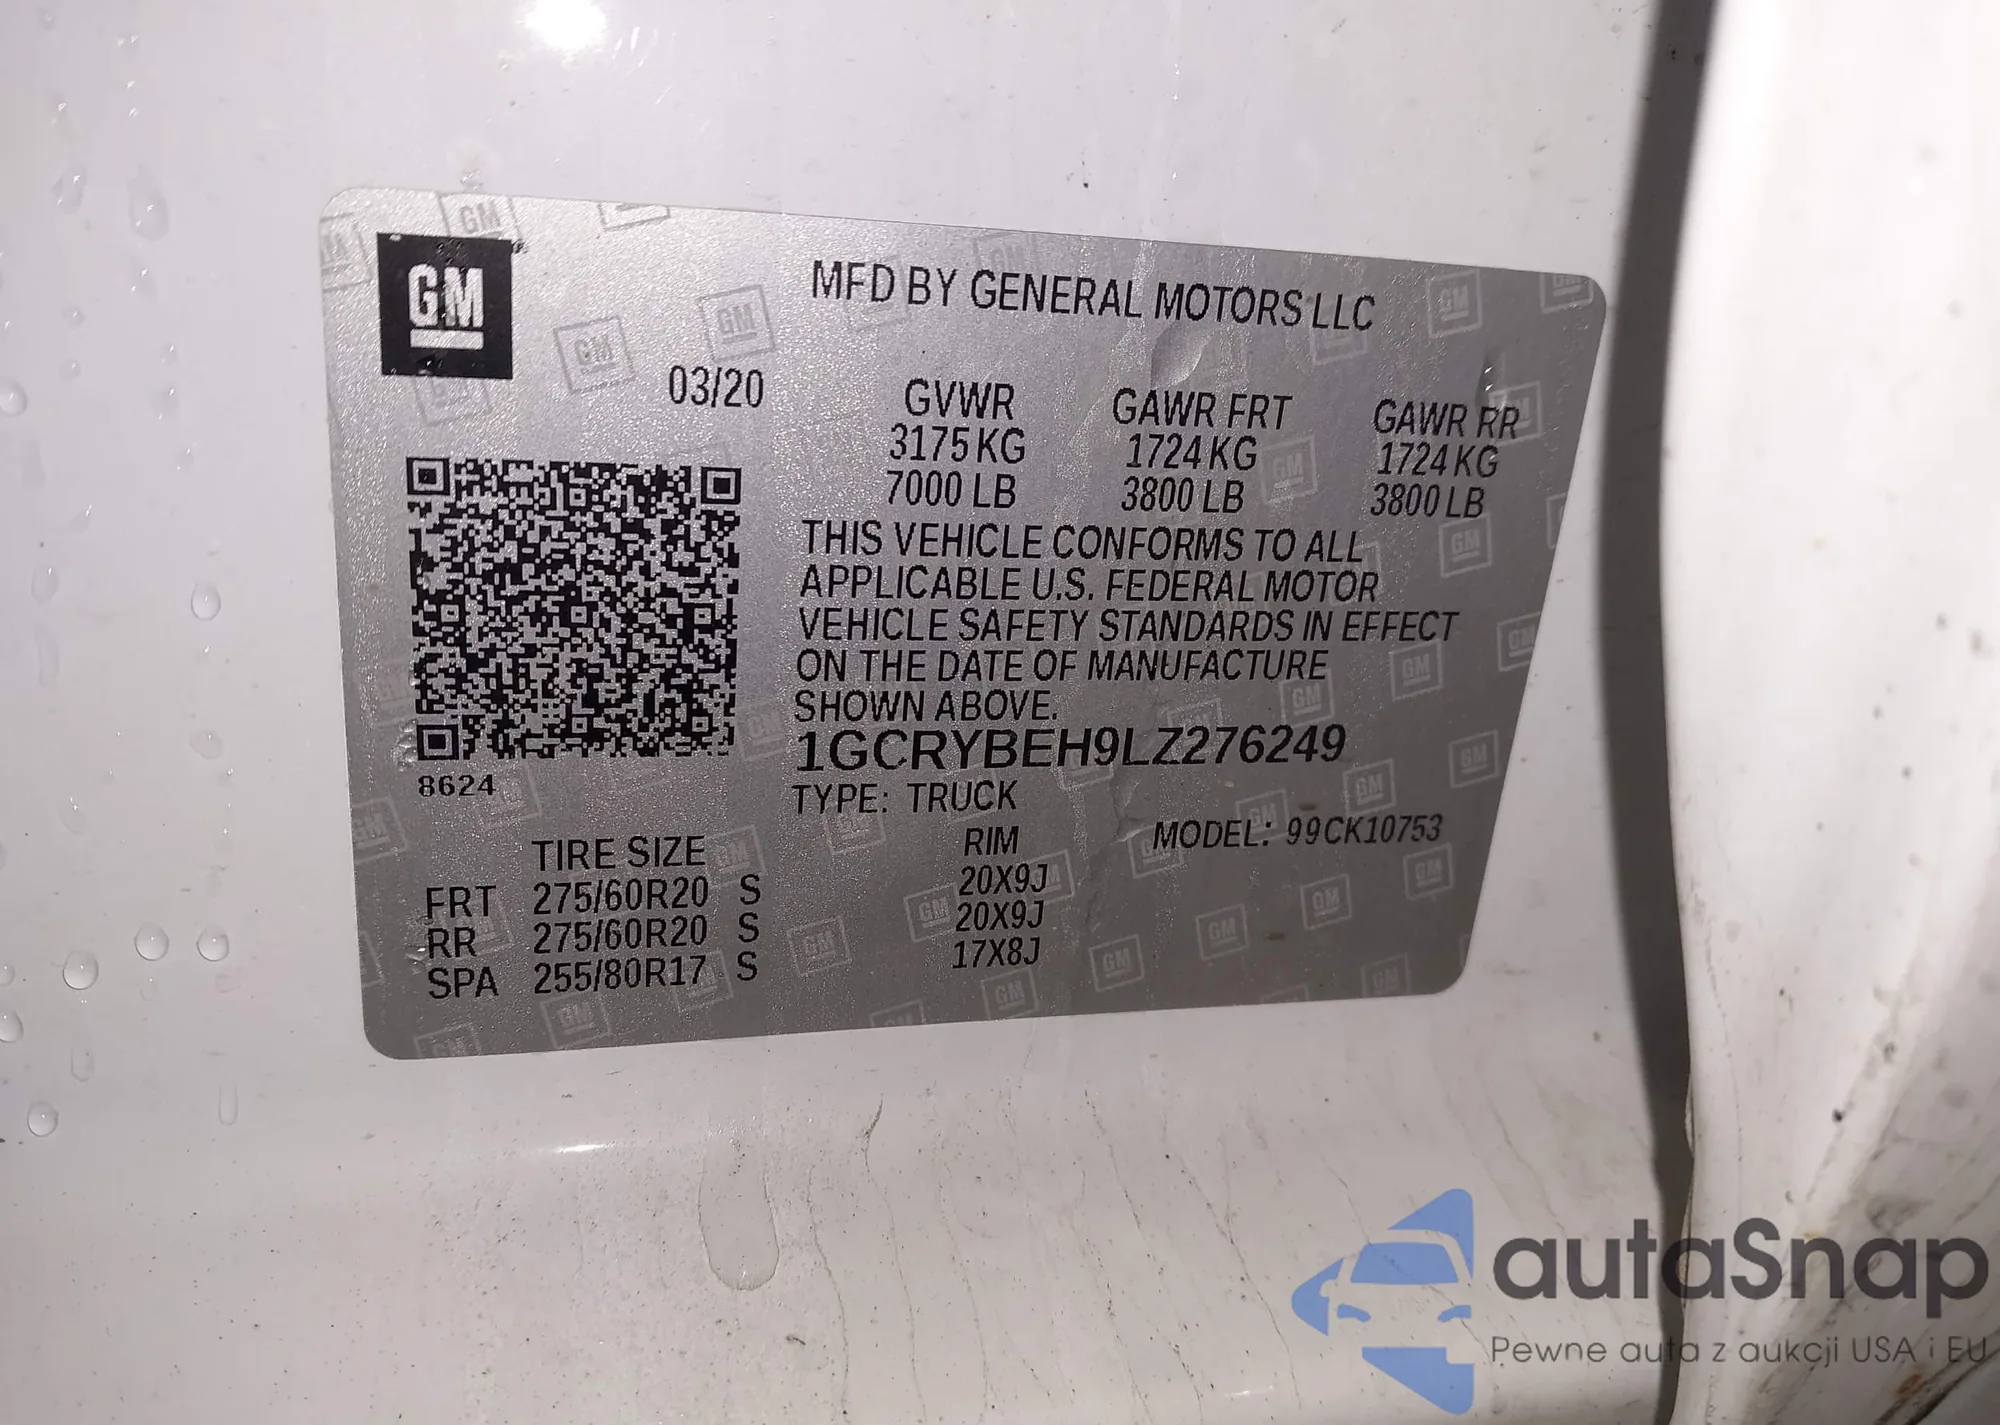 GM
MFD BY GENERAL MOTORS LLC
03/20
GVWR GAWR FRT GAWR RR
3175 KG 1724 KG 1724 KG
7000 LB 3800 LB 3800 LB
THIS VEHICLE CONFORMS TO ALL
APPLICABLE U.S. FEDERAL MOTOR
VEHICLE SAFETY STANDARDS IN EFFECT
ON THE DATE OF MANUFACTURE
SHOWN ABOVE.
1GCRYBEH9LZ276249
8624
TYPE: TRUCK
MODEL: 99CK10753
TIRE SIZE RIM
FRT 275/60R20 S 20X9J
RR 275/60R20 S 20X9J
SPA 255/80R17 S 17X8J
autaSnap
Pewne auta z aukcji USA i EU